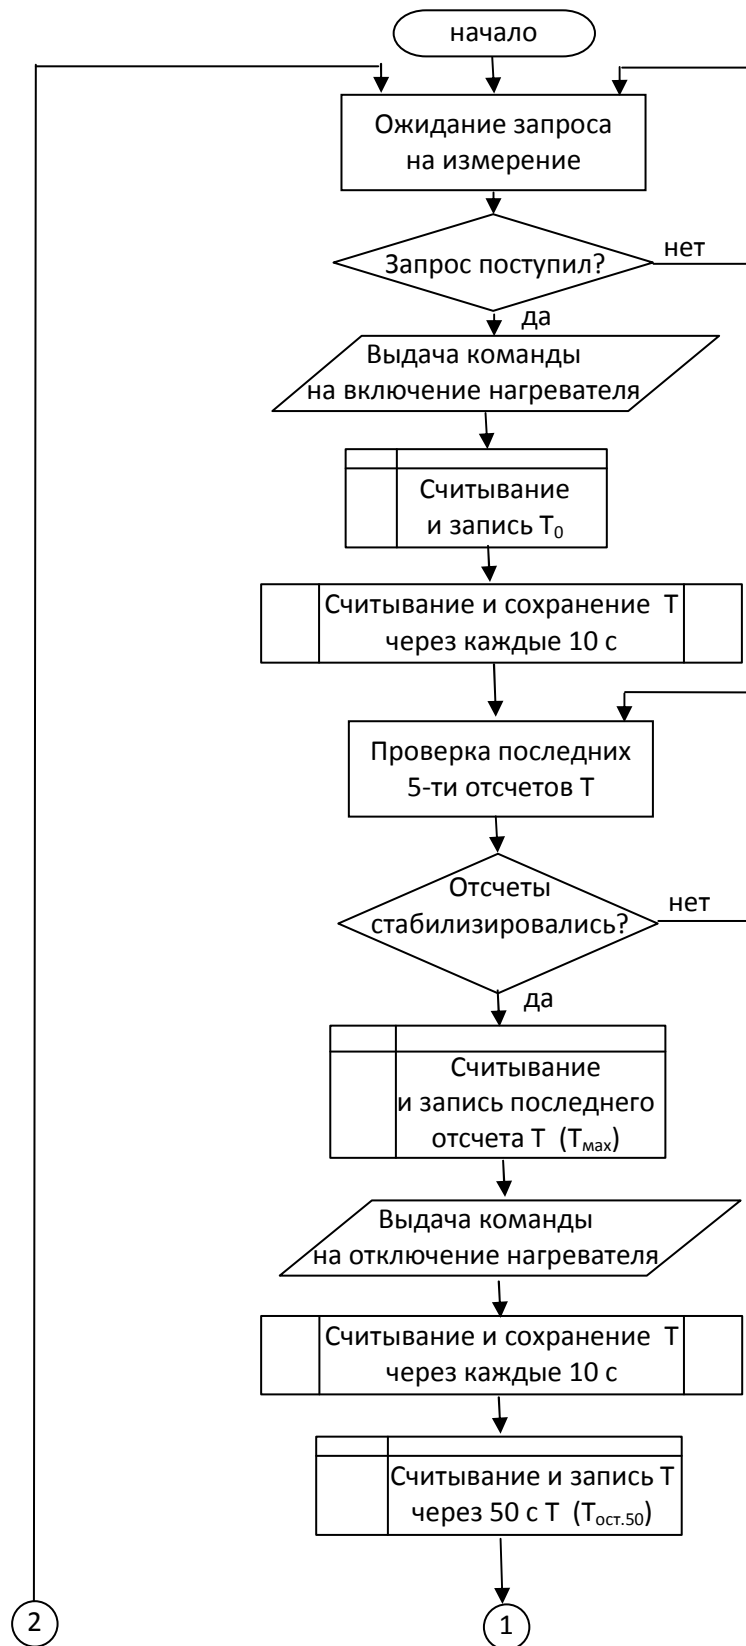 начало
Ожидание запроса
на измерение
Запрос поступил?
нет
да
Выдача команды
на включение нагревателя
Считывание
и запись T₀
Считывание и сохранение T
через каждые 10 с
Проверка последних
5-ти отсчетов T
Отсчеты
стабилизировались?
нет
да
Считывание
и запись последнего
отсчета T (Tмах)
Выдача команды
на отключение нагревателя
Считывание и сохранение T
через каждые 10 с
Считывание и запись T
через 50 с T (Tост.50)
2
1